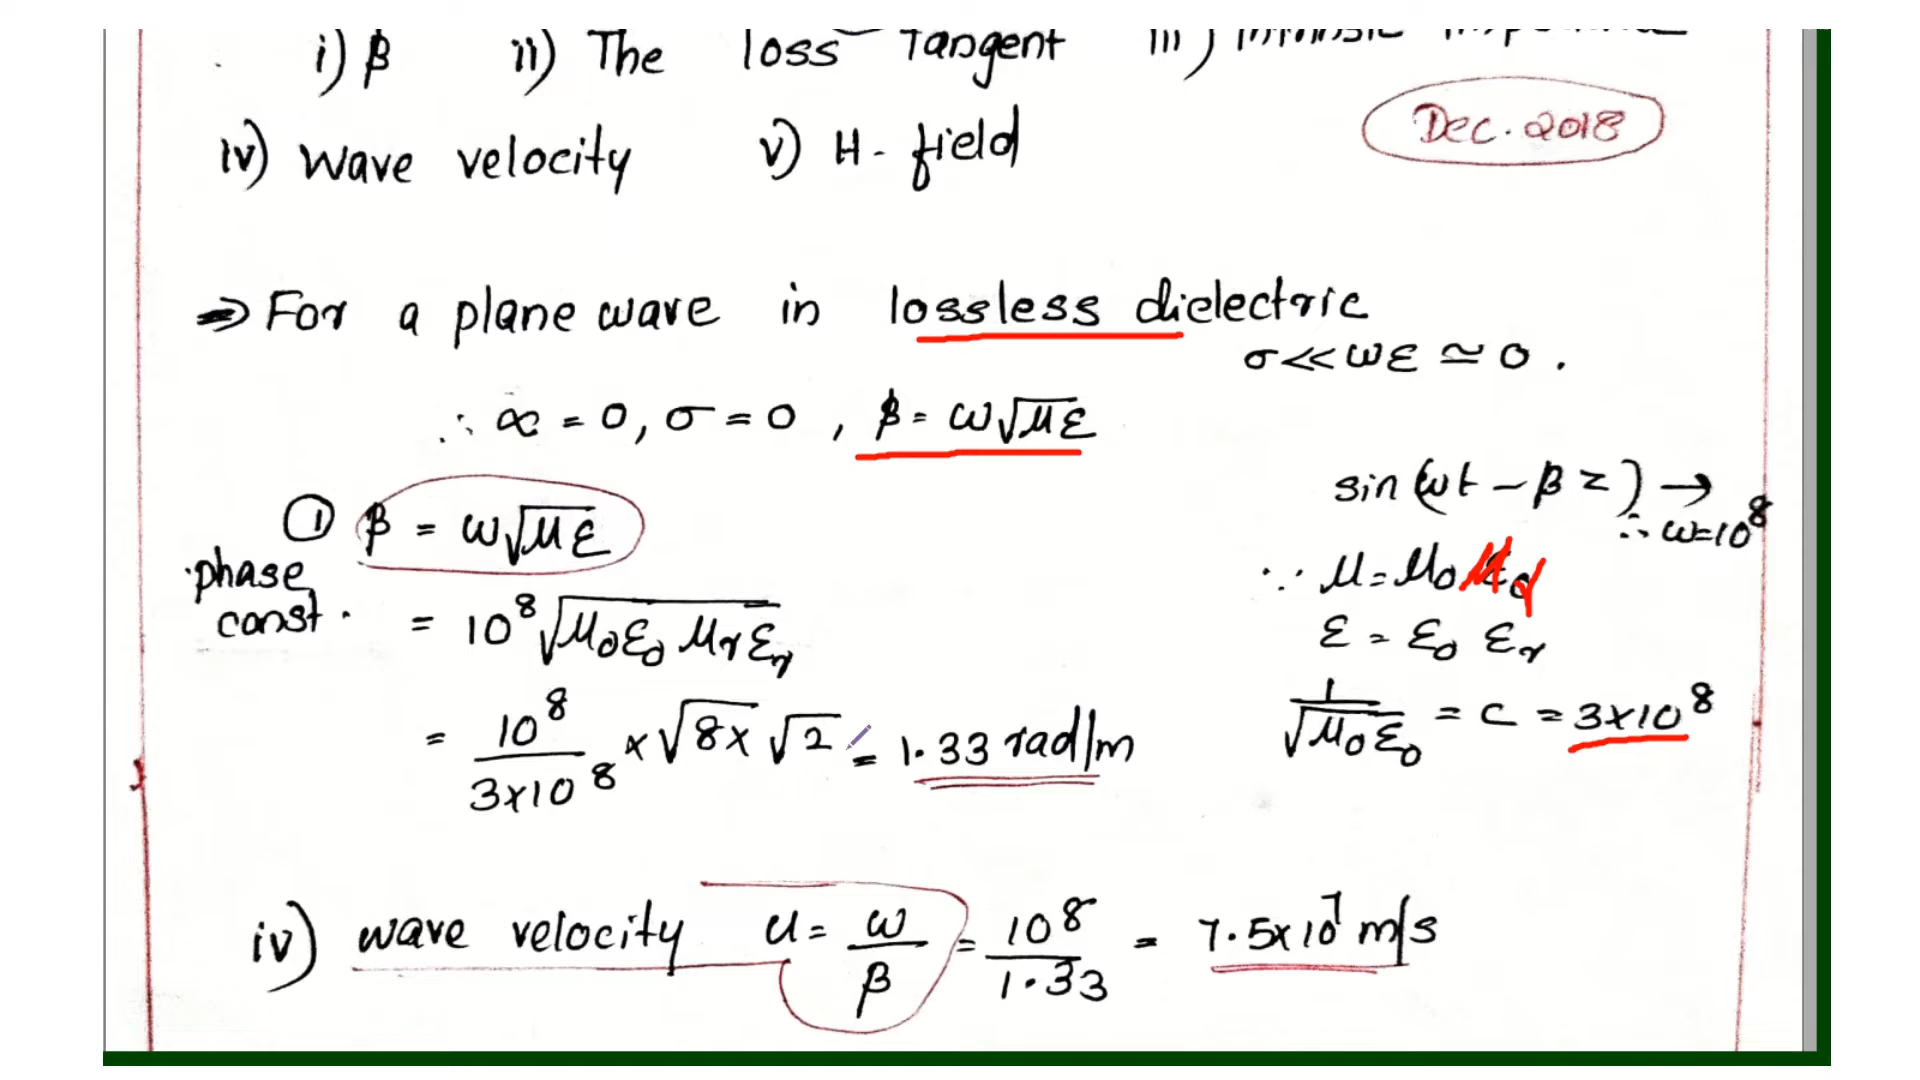 i) β ii) The loss Tangent iii) Intrinsic
iv) Wave velocity v) H - field
Dec. 2018
⇒ For a plane wave in lossless dielectric
σ << ωε ≃ 0 .
∴ ∝ = 0, σ = 0 , β = ω√με
sin (ωt - βz) →
∴ ω=10⁸
① β = ω√με
phase const.
∵ μ = μ₀ μr
= 10⁸ √μ₀ε₀ μrεr
ε = ε₀ εr
= 10⁸ / 3×10⁸ × √8 × √2 = 1.33 rad/m
1/√μ₀ε₀ = c = 3×10⁸
iv) wave velocity u = ω/β = 10⁸/1.33 = 7.5×10⁷ m/s